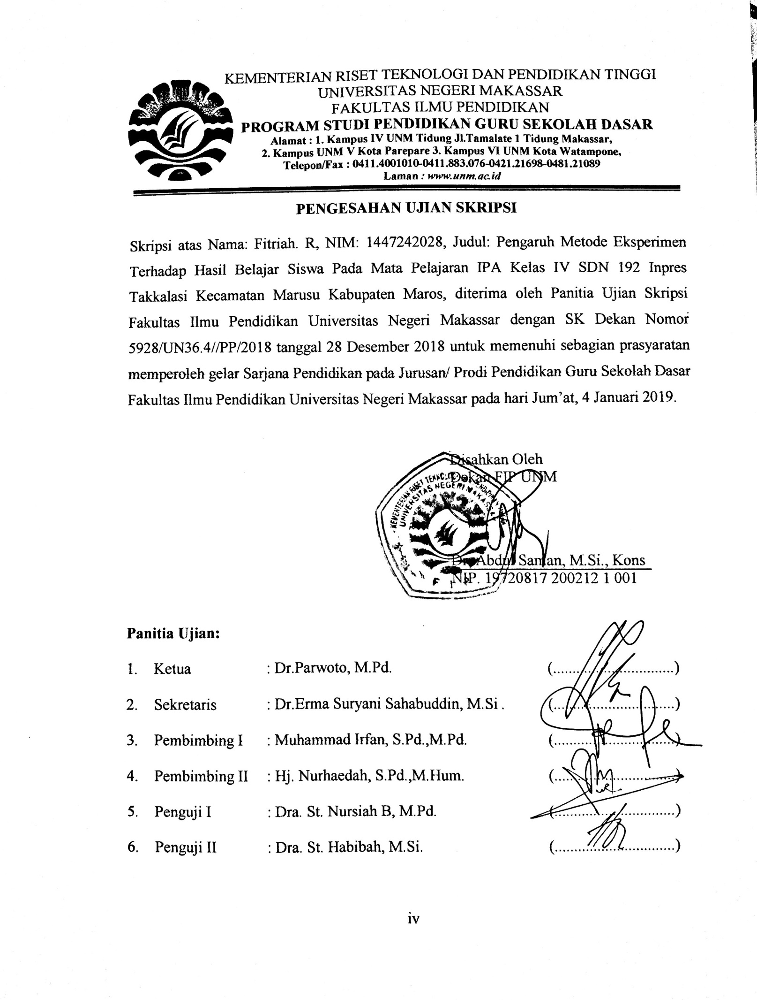 KEMENTERIAN RISET TEKNOLOGI DAN PENDIDIKAN TINGGI
UNIVERSITAS NEGERI MAKASSAR
FAKULTAS ILMU PENDIDIKAN
PROGRAM STUDI PENDIDIKAN GURU SEKOLAH DASAR
Alamat : 1. Kampus IV UNM Tidung Jl.Tamalate 1 Tidung Makassar,
2. Kampus UNM V Kota Parepare 3. Kampus VI UNM Kota Watampone,
Telepon/Fax : 0411.4001010-0411.883.076-0421.21698-0481.21089
Laman : www.unm.ac.id
PENGESAHAN UJIAN SKRIPSI
Skripsi atas Nama: Fitriah. R, NIM: 1447242028, Judul: Pengaruh Metode Eksperimen
Terhadap Hasil Belajar Siswa Pada Mata Pelajaran IPA Kelas IV SDN 192 Inpres
Takkalasi Kecamatan Marusu Kabupaten Maros, diterima oleh Panitia Ujian Skripsi
Fakultas Ilmu Pendidikan Universitas Negeri Makassar dengan SK Dekan Nomor
5928/UN36.4//PP/2018 tanggal 28 Desember 2018 untuk memenuhi sebagian prasyaratan
memperoleh gelar Sarjana Pendidikan pada Jurusan/ Prodi Pendidikan Guru Sekolah Dasar
Fakultas Ilmu Pendidikan Universitas Negeri Makassar pada hari Jum'at, 4 Januari 2019.
Disahkan Oleh
Dekan FIP UNM
KEMENTERIAN RISET TEKNOLOGI
UNIVERSITAS NEGERI MAKASSAR
Dr. Abdul Saman, M.Si., Kons
NIP. 19720817 200212 1 001
Panitia Ujian:
1. Ketua : Dr.Parwoto, M.Pd. (....................................)
2. Sekretaris : Dr.Erma Suryani Sahabuddin, M.Si . (....................................)
3. Pembimbing I : Muhammad Irfan, S.Pd.,M.Pd. (....................................)
4. Pembimbing II : Hj. Nurhaedah, S.Pd.,M.Hum. (....................................)
5. Penguji I : Dra. St. Nursiah B, M.Pd. (....................................)
6. Penguji II : Dra. St. Habibah, M.Si. (....................................)
iv